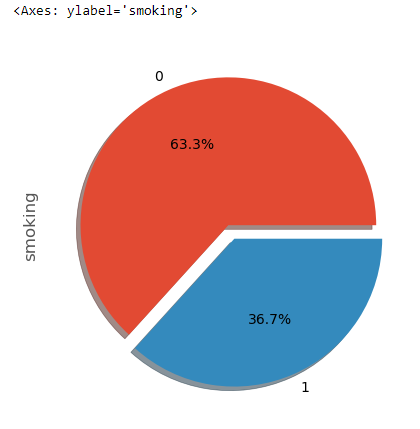 <Axes: ylabel='smoking'>
0
63.3%
smoking
36.7%
1